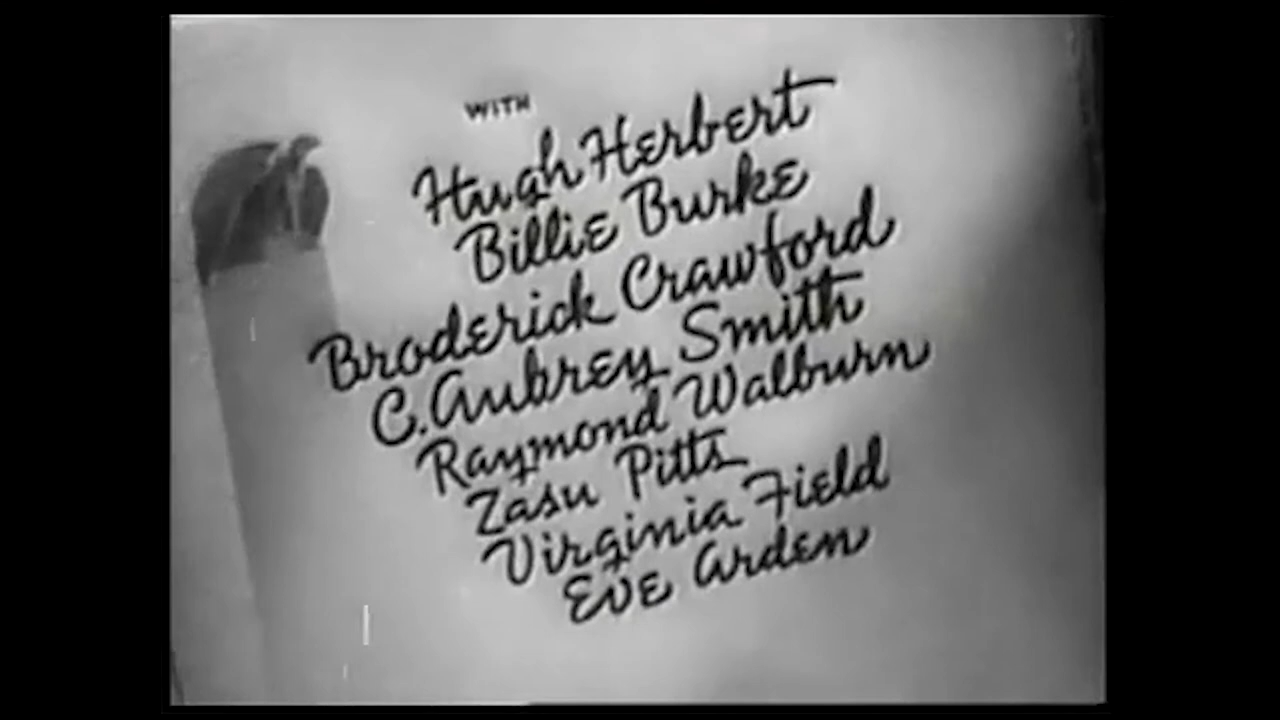 WITH
Hugh Herbert
Billie Burke
Broderick Crawford
C. Aubrey Smith
Raymond Walburn
Zasu Pitts
Virginia Field
Eve Arden